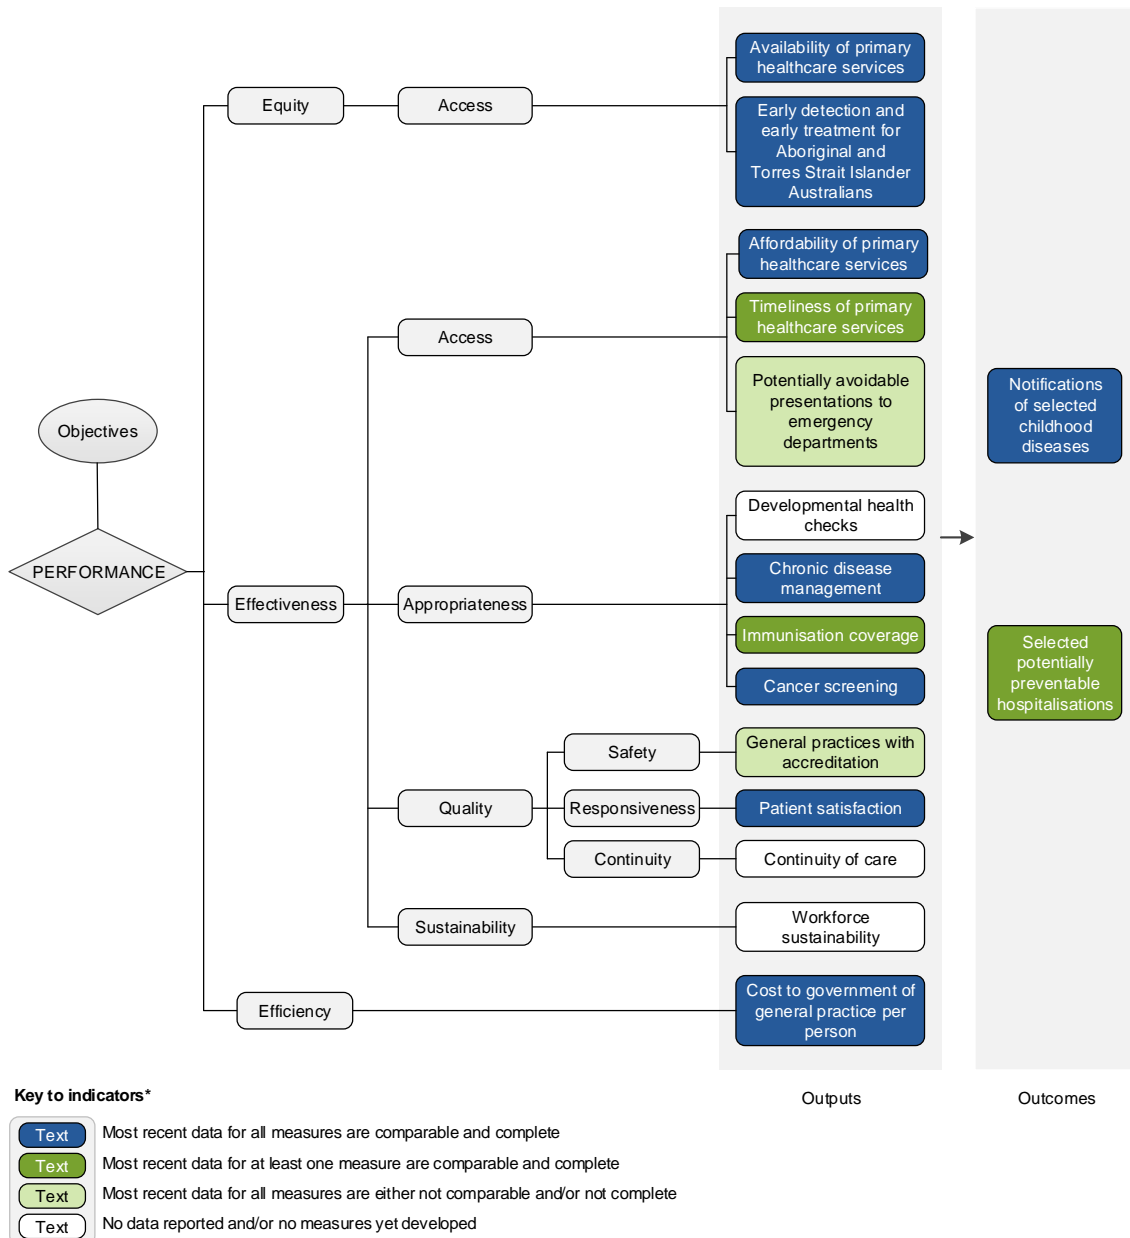 Objectives
PERFORMANCE
Equity
Access
Availability of primary
healthcare services
Early detection and
early treatment for
Aboriginal and
Torres Strait Islander
Australians
Effectiveness
Access
Affordability of primary
healthcare services
Timeliness of primary
healthcare services
Potentially avoidable
presentations to
emergency
departments
Appropriateness
Developmental health
checks
Chronic disease
management
Immunisation coverage
Cancer screening
Quality
Safety
General practices with
accreditation
Responsiveness
Patient satisfaction
Continuity
Continuity of care
Sustainability
Workforce
sustainability
Efficiency
Cost to government of
general practice per
person
Notifications
of selected
childhood
diseases
Selected
potentially
preventable
hospitalisations
Outputs
Outcomes
Key to indicators*
Text Most recent data for all measures are comparable and complete
Text Most recent data for at least one measure are comparable and complete
Text Most recent data for all measures are either not comparable and/or not complete
Text No data reported and/or no measures yet developed